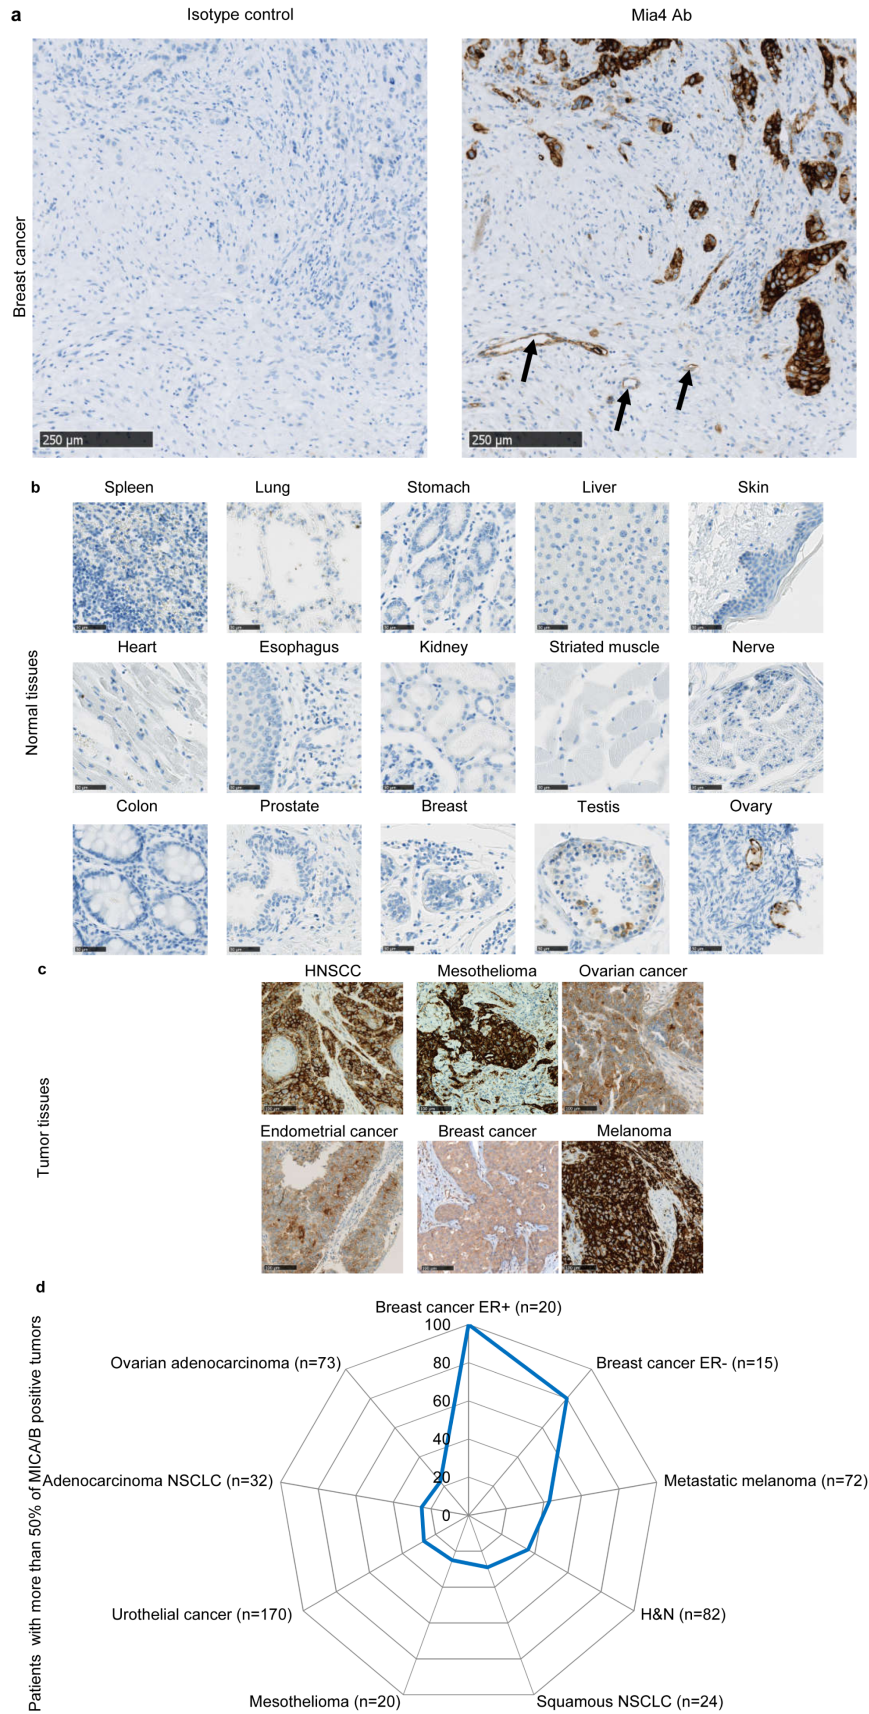 a
Isotype control
Mia4 Ab
Breast cancer
250 µm
250 µm
b
Spleen
Lung
Stomach
Liver
Skin
Normal tissues
Heart
Esophagus
Kidney
Striated muscle
Nerve
Colon
Prostate
Breast
Testis
Ovary
c
HNSCC
Mesothelioma
Ovarian cancer
Tumor tissues
Endometrial cancer
Breast cancer
Melanoma
d
Patients with more than 50% of MICA/B positive tumors
Breast cancer ER+ (n=20)
100
Ovarian adenocarcinoma (n=73)
Breast cancer ER- (n=15)
80
60
40
Adenocarcinoma NSCLC (n=32)
20
Metastatic melanoma (n=72)
0
Urothelial cancer (n=170)
H&N (n=82)
Mesothelioma (n=20)
Squamous NSCLC (n=24)